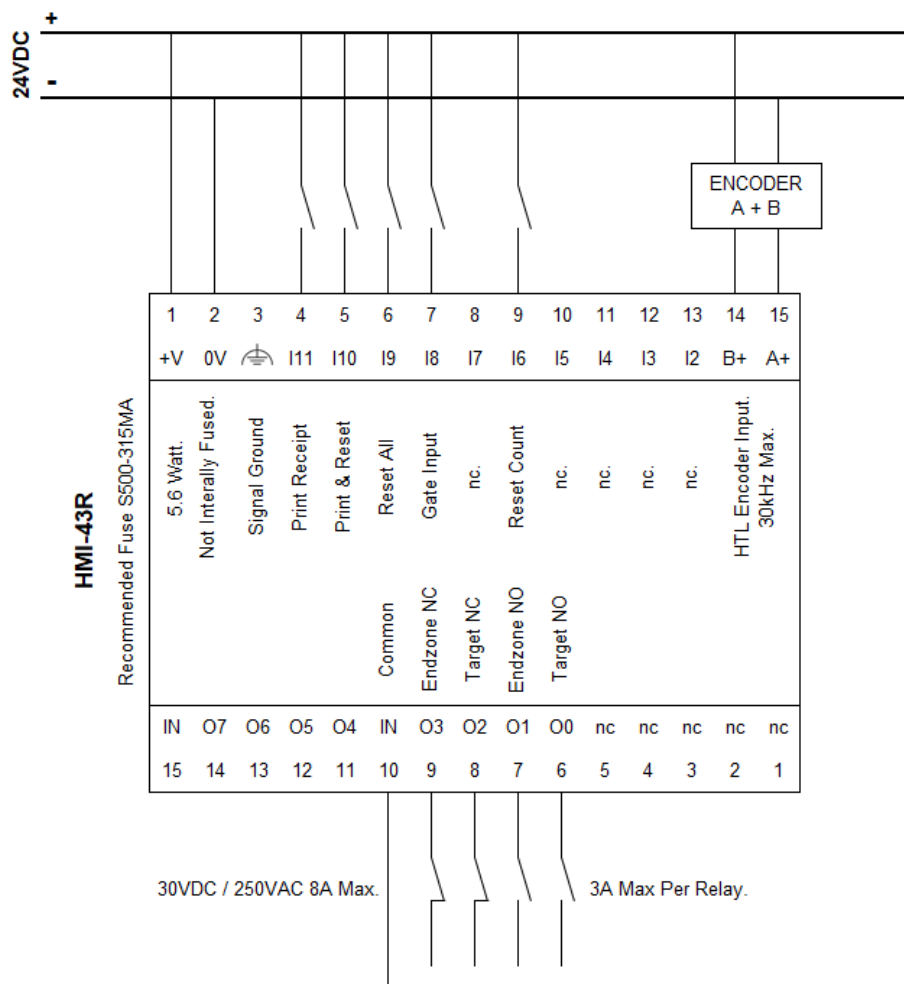 +
24VDC
-
ENCODER
A + B
1 2 3 4 5 6 7 8 9 10 11 12 13 14 15
+V 0V I11 I10 I9 I8 I7 I6 I5 I4 I3 I2 B+ A+
HMI-43R
Recommended Fuse S500-315MA
5.6 Watt.
Not Interally Fused.
Signal Ground
Print Receipt
Print & Reset
Reset All
Gate Input
nc.
Reset Count
nc.
nc.
nc.
nc.
HTL Encoder Input.
30kHz Max.
Common
Endzone NC
Target NC
Endzone NO
Target NO
IN O7 O6 O5 O4 IN O3 O2 O1 O0 nc nc nc nc nc
15 14 13 12 11 10 9 8 7 6 5 4 3 2 1
30VDC / 250VAC 8A Max.
3A Max Per Relay.